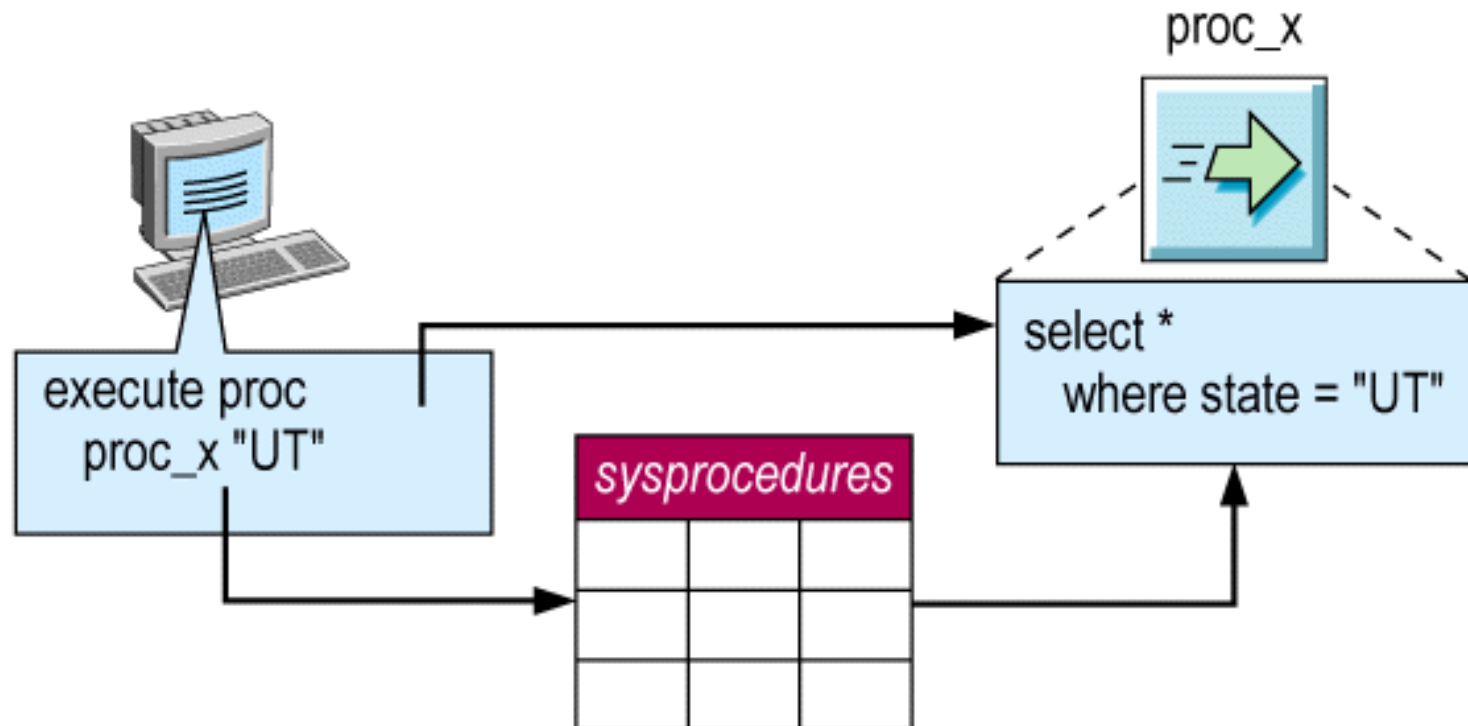 proc_x
execute proc
proc_x "UT"
sysprocedures
select *
where state = "UT"